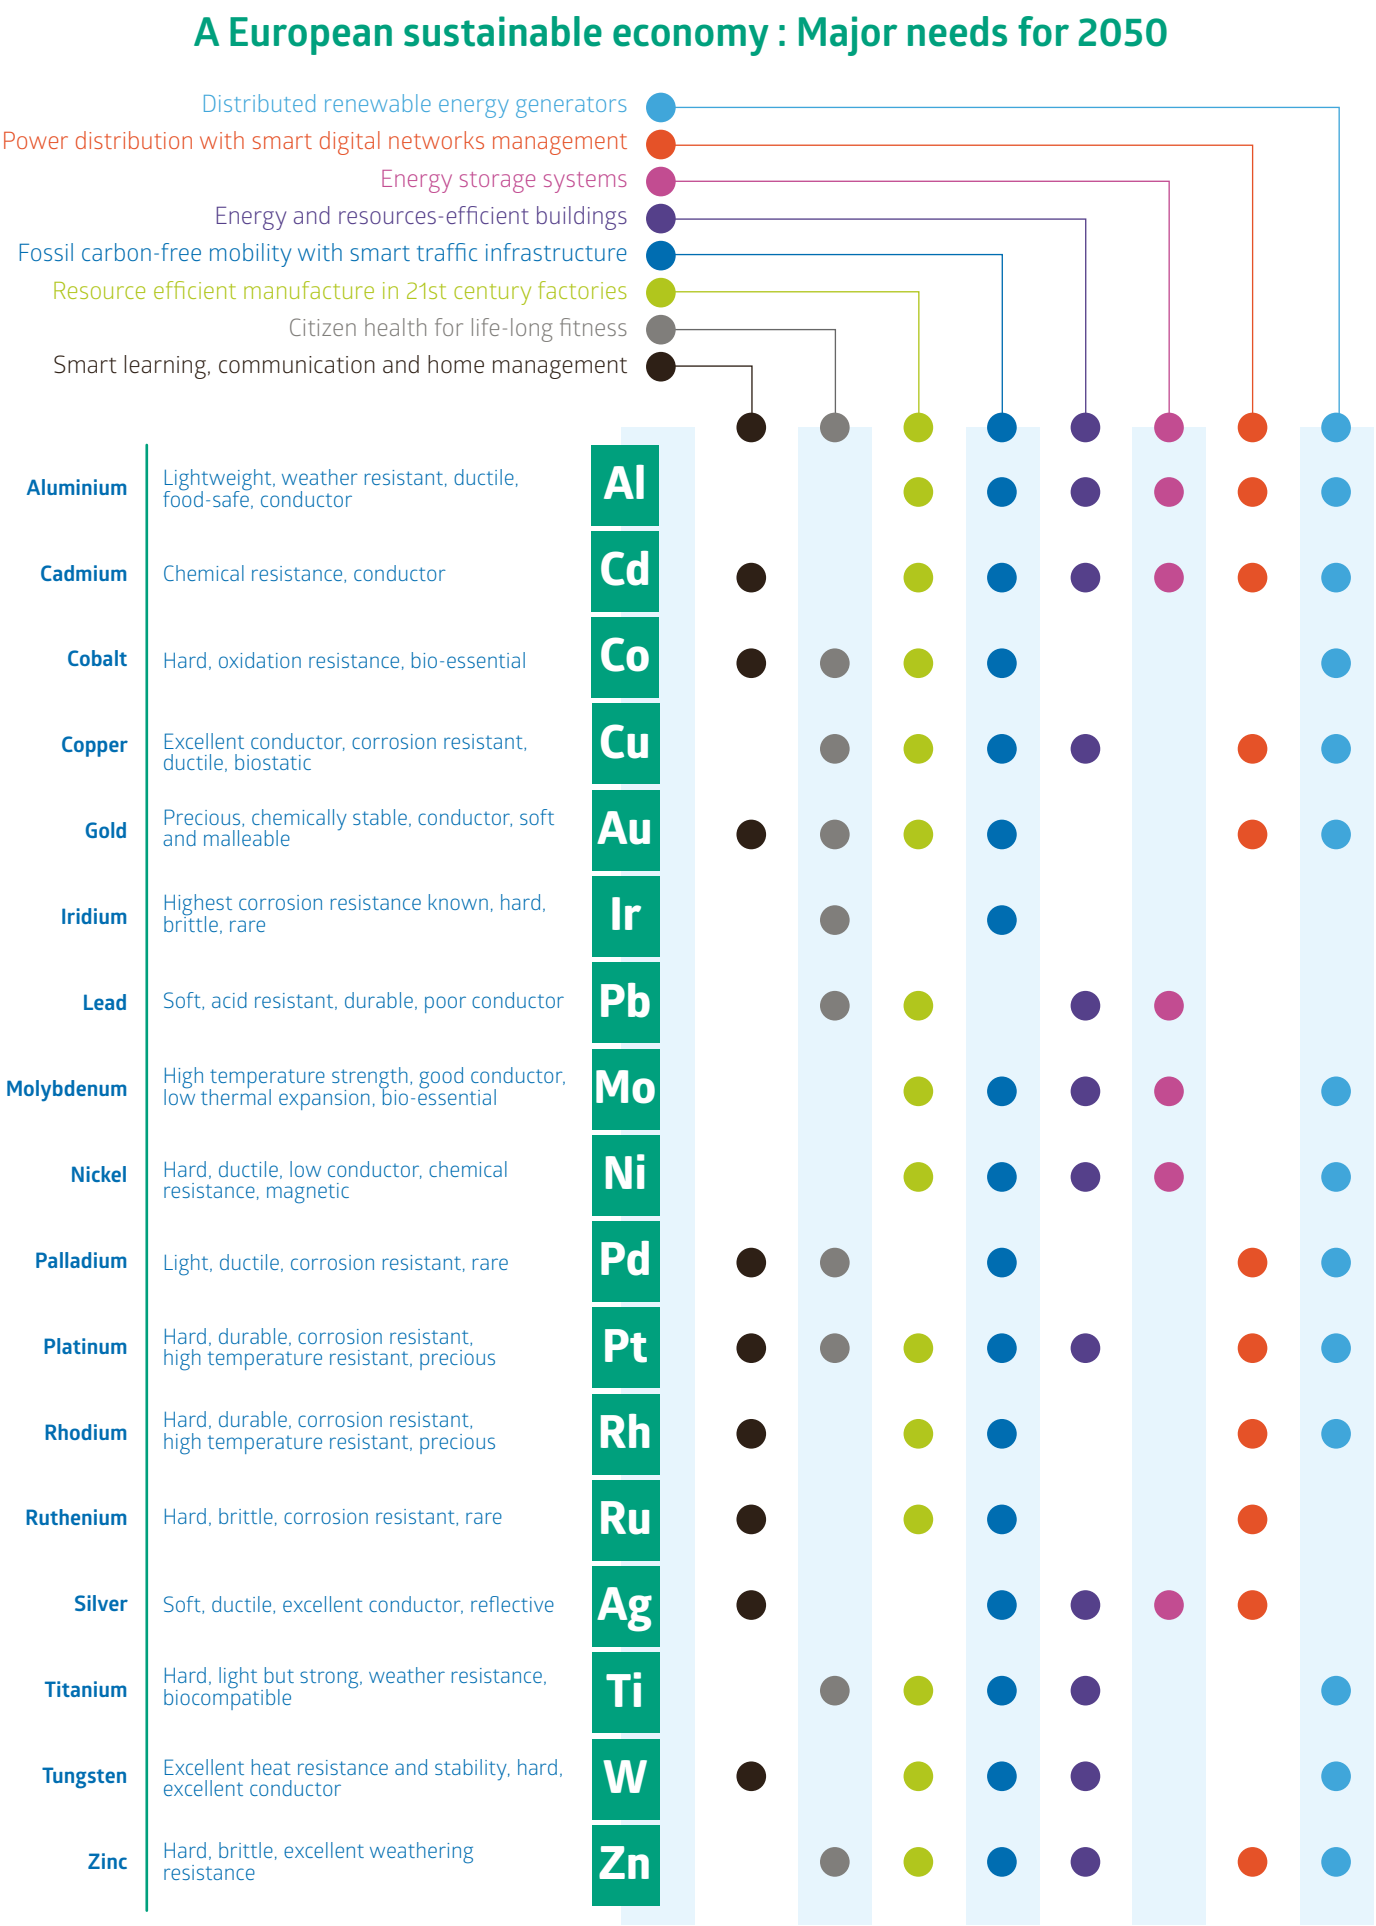 A European sustainable economy : Major needs for 2050
Distributed renewable energy generators
Power distribution with smart digital networks management
Energy storage systems
Energy and resources-efficient buildings
Fossil carbon-free mobility with smart traffic infrastructure
Resource efficient manufacture in 21st century factories
Citizen health for life-long fitness
Smart learning, communication and home management
Aluminium
Lightweight, weather resistant, ductile,
food-safe, conductor
Al
Cadmium
Chemical resistance, conductor
Cd
Cobalt
Hard, oxidation resistance, bio-essential
Co
Copper
Excellent conductor, corrosion resistant,
ductile, biostatic
Cu
Gold
Precious, chemically stable, conductor, soft
and malleable
Au
Iridium
Highest corrosion resistance known, hard,
brittle, rare
Ir
Lead
Soft, acid resistant, durable, poor conductor
Pb
Molybdenum
High temperature strength, good conductor,
low thermal expansion, bio-essential
Mo
Nickel
Hard, ductile, low conductor, chemical
resistance, magnetic
Ni
Palladium
Light, ductile, corrosion resistant, rare
Pd
Platinum
Hard, durable, corrosion resistant,
high temperature resistant, precious
Pt
Rhodium
Hard, durable, corrosion resistant,
high temperature resistant, precious
Rh
Ruthenium
Hard, brittle, corrosion resistant, rare
Ru
Silver
Soft, ductile, excellent conductor, reflective
Ag
Titanium
Hard, light but strong, weather resistance,
biocompatible
Ti
Tungsten
Excellent heat resistance and stability, hard,
excellent conductor
W
Zinc
Hard, brittle, excellent weathering
resistance
Zn